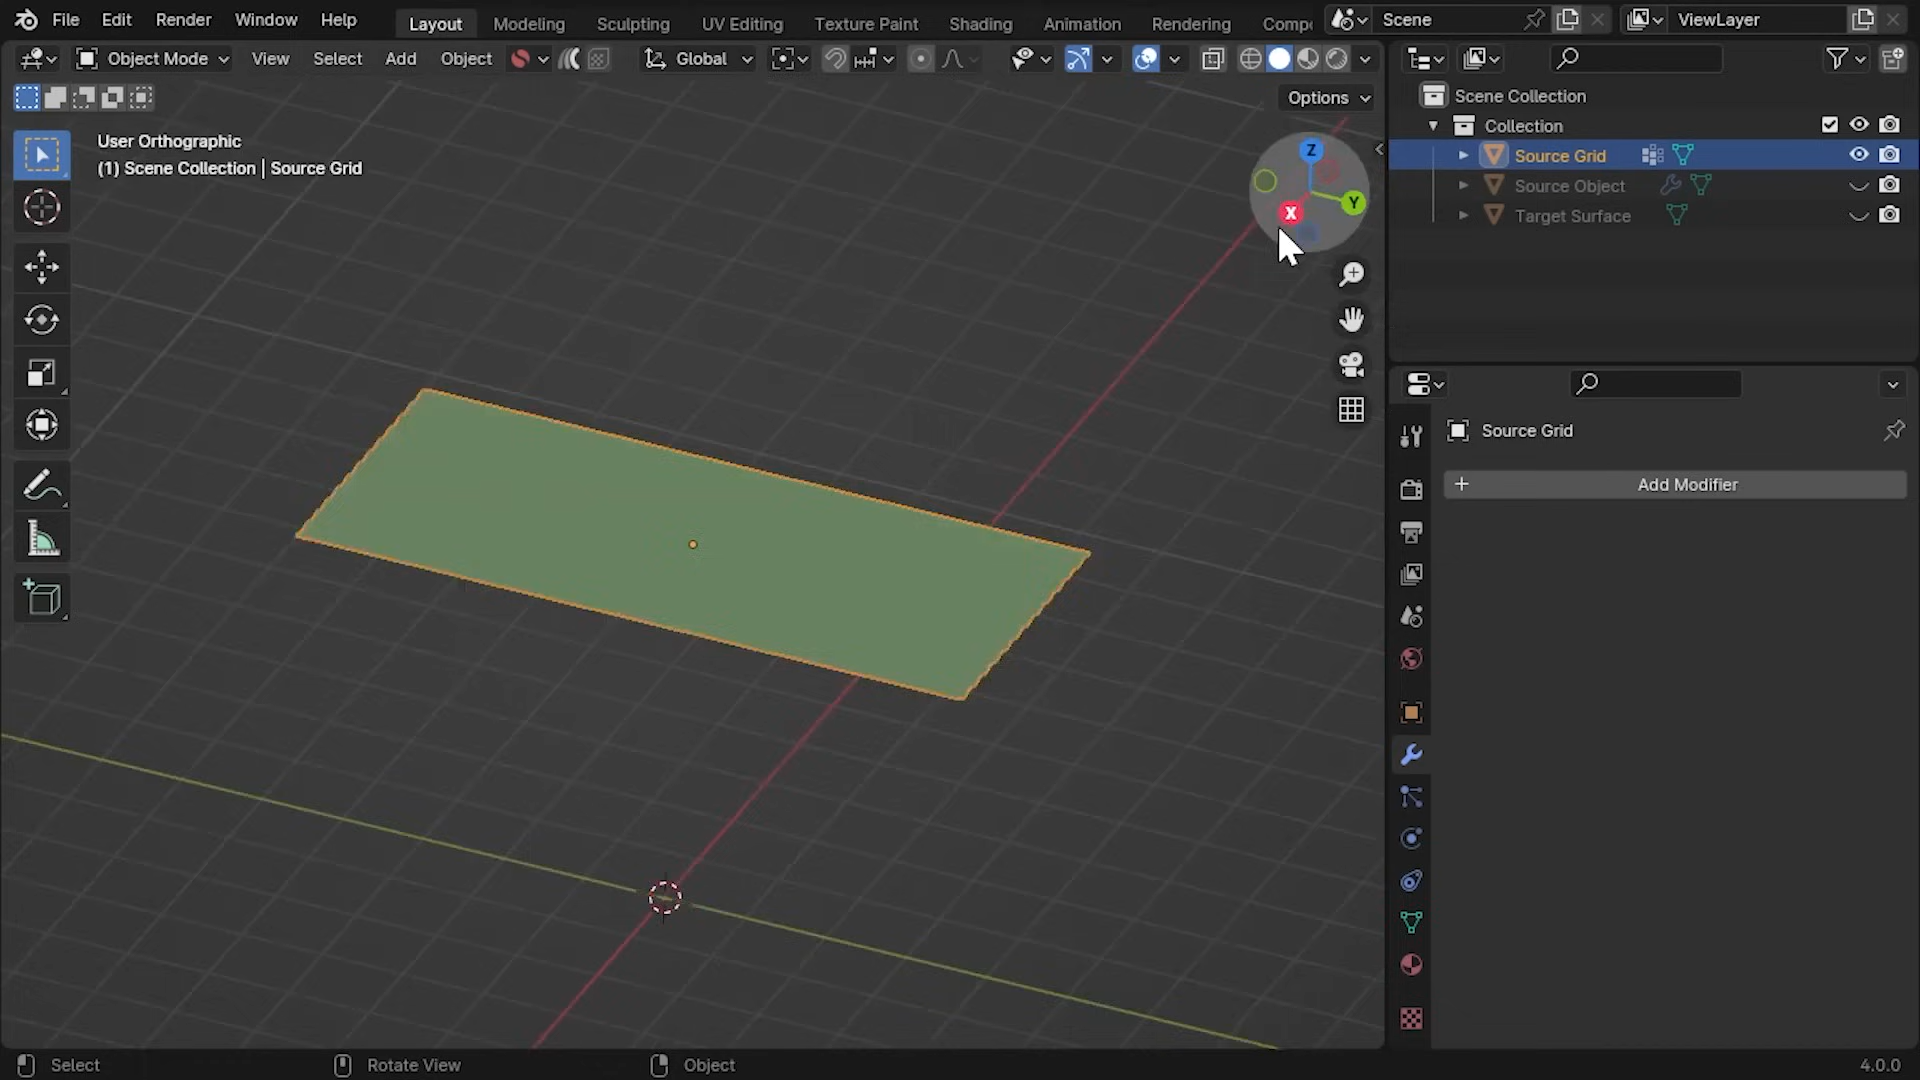 File Edit Render Window Help Layout Modeling Sculpting UV Editing Texture Paint Shading Animation Rendering Comp Scene ViewLayer
Object Mode View Select Add Object Global
Options
User Orthographic
(1) Scene Collection | Source Grid
Z
Y
X
Scene Collection
Collection
Source Grid
Source Object
Target Surface
Source Grid
+ Add Modifier
Select Rotate View Object 4.0.0